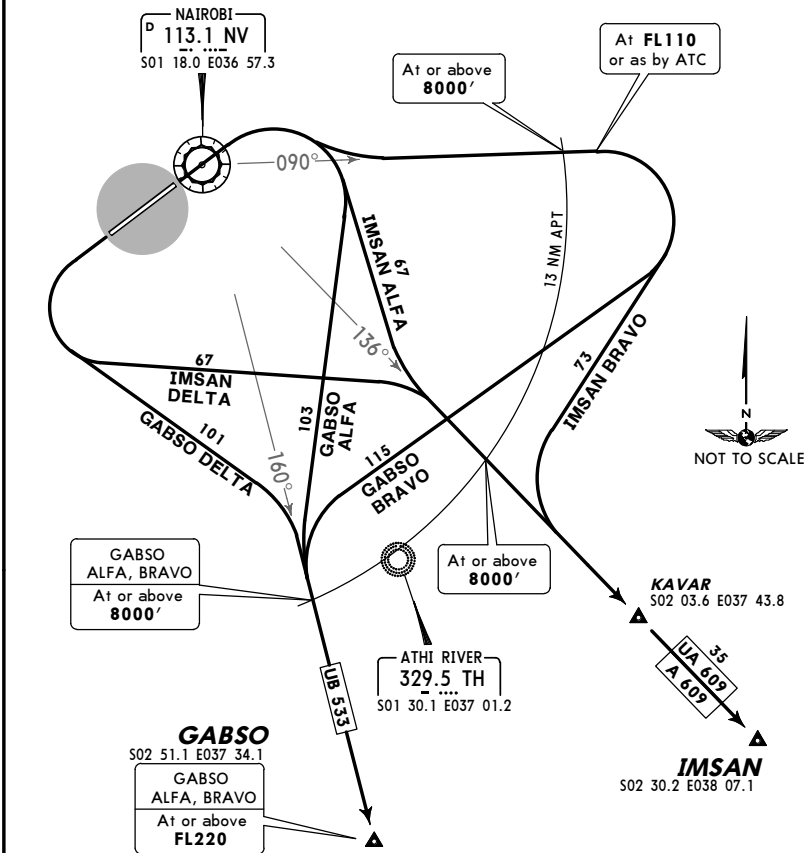 NAIROBI
D 113.1 NV
S01 18.0 E036 57.3
At or above
8000'
At FL110
or as by ATC
090°
13 NM APT
67
IMSAN ALFA
136°
67
IMSAN
DELTA
73
IMSAN BRAVO
103
GABSO
ALFA
101
GABSO DELTA
115
GABSO
BRAVO
160°
N
NOT TO SCALE
GABSO
ALFA, BRAVO
At or above
8000'
At or above
8000'
KAVAR
S02 03.6 E037 43.8
ATHI RIVER
329.5 TH
S01 30.1 E037 01.2
35
UA 609
A 609
UB 533
GABSO
S02 51.1 E037 34.1
IMSAN
S02 30.2 E038 07.1
GABSO
ALFA, BRAVO
At or above
FL220